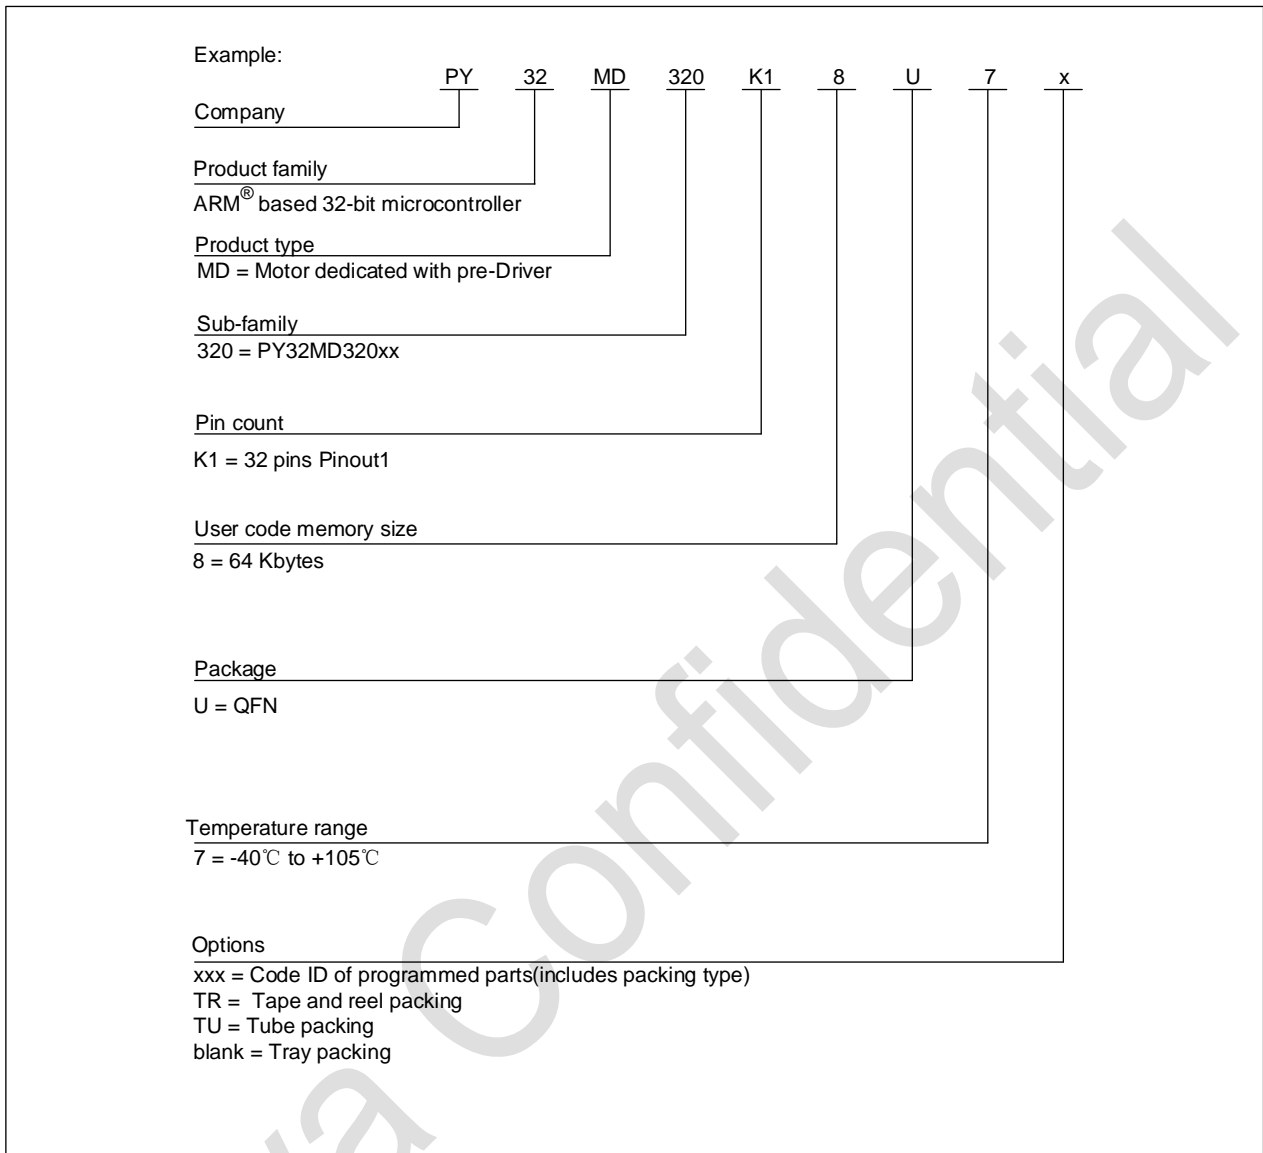 Example:
PY 32 MD 320 K1 8 U 7 x
Company
Product family
ARM® based 32-bit microcontroller
Product type
MD = Motor dedicated with pre-Driver
Sub-family
320 = PY32MD320xx
Pin count
K1 = 32 pins Pinout1
User code memory size
8 = 64 Kbytes
Package
U = QFN
Temperature range
7 = -40℃ to +105℃
Options
xxx = Code ID of programmed parts(includes packing type)
TR = Tape and reel packing
TU = Tube packing
blank = Tray packing
Confidential